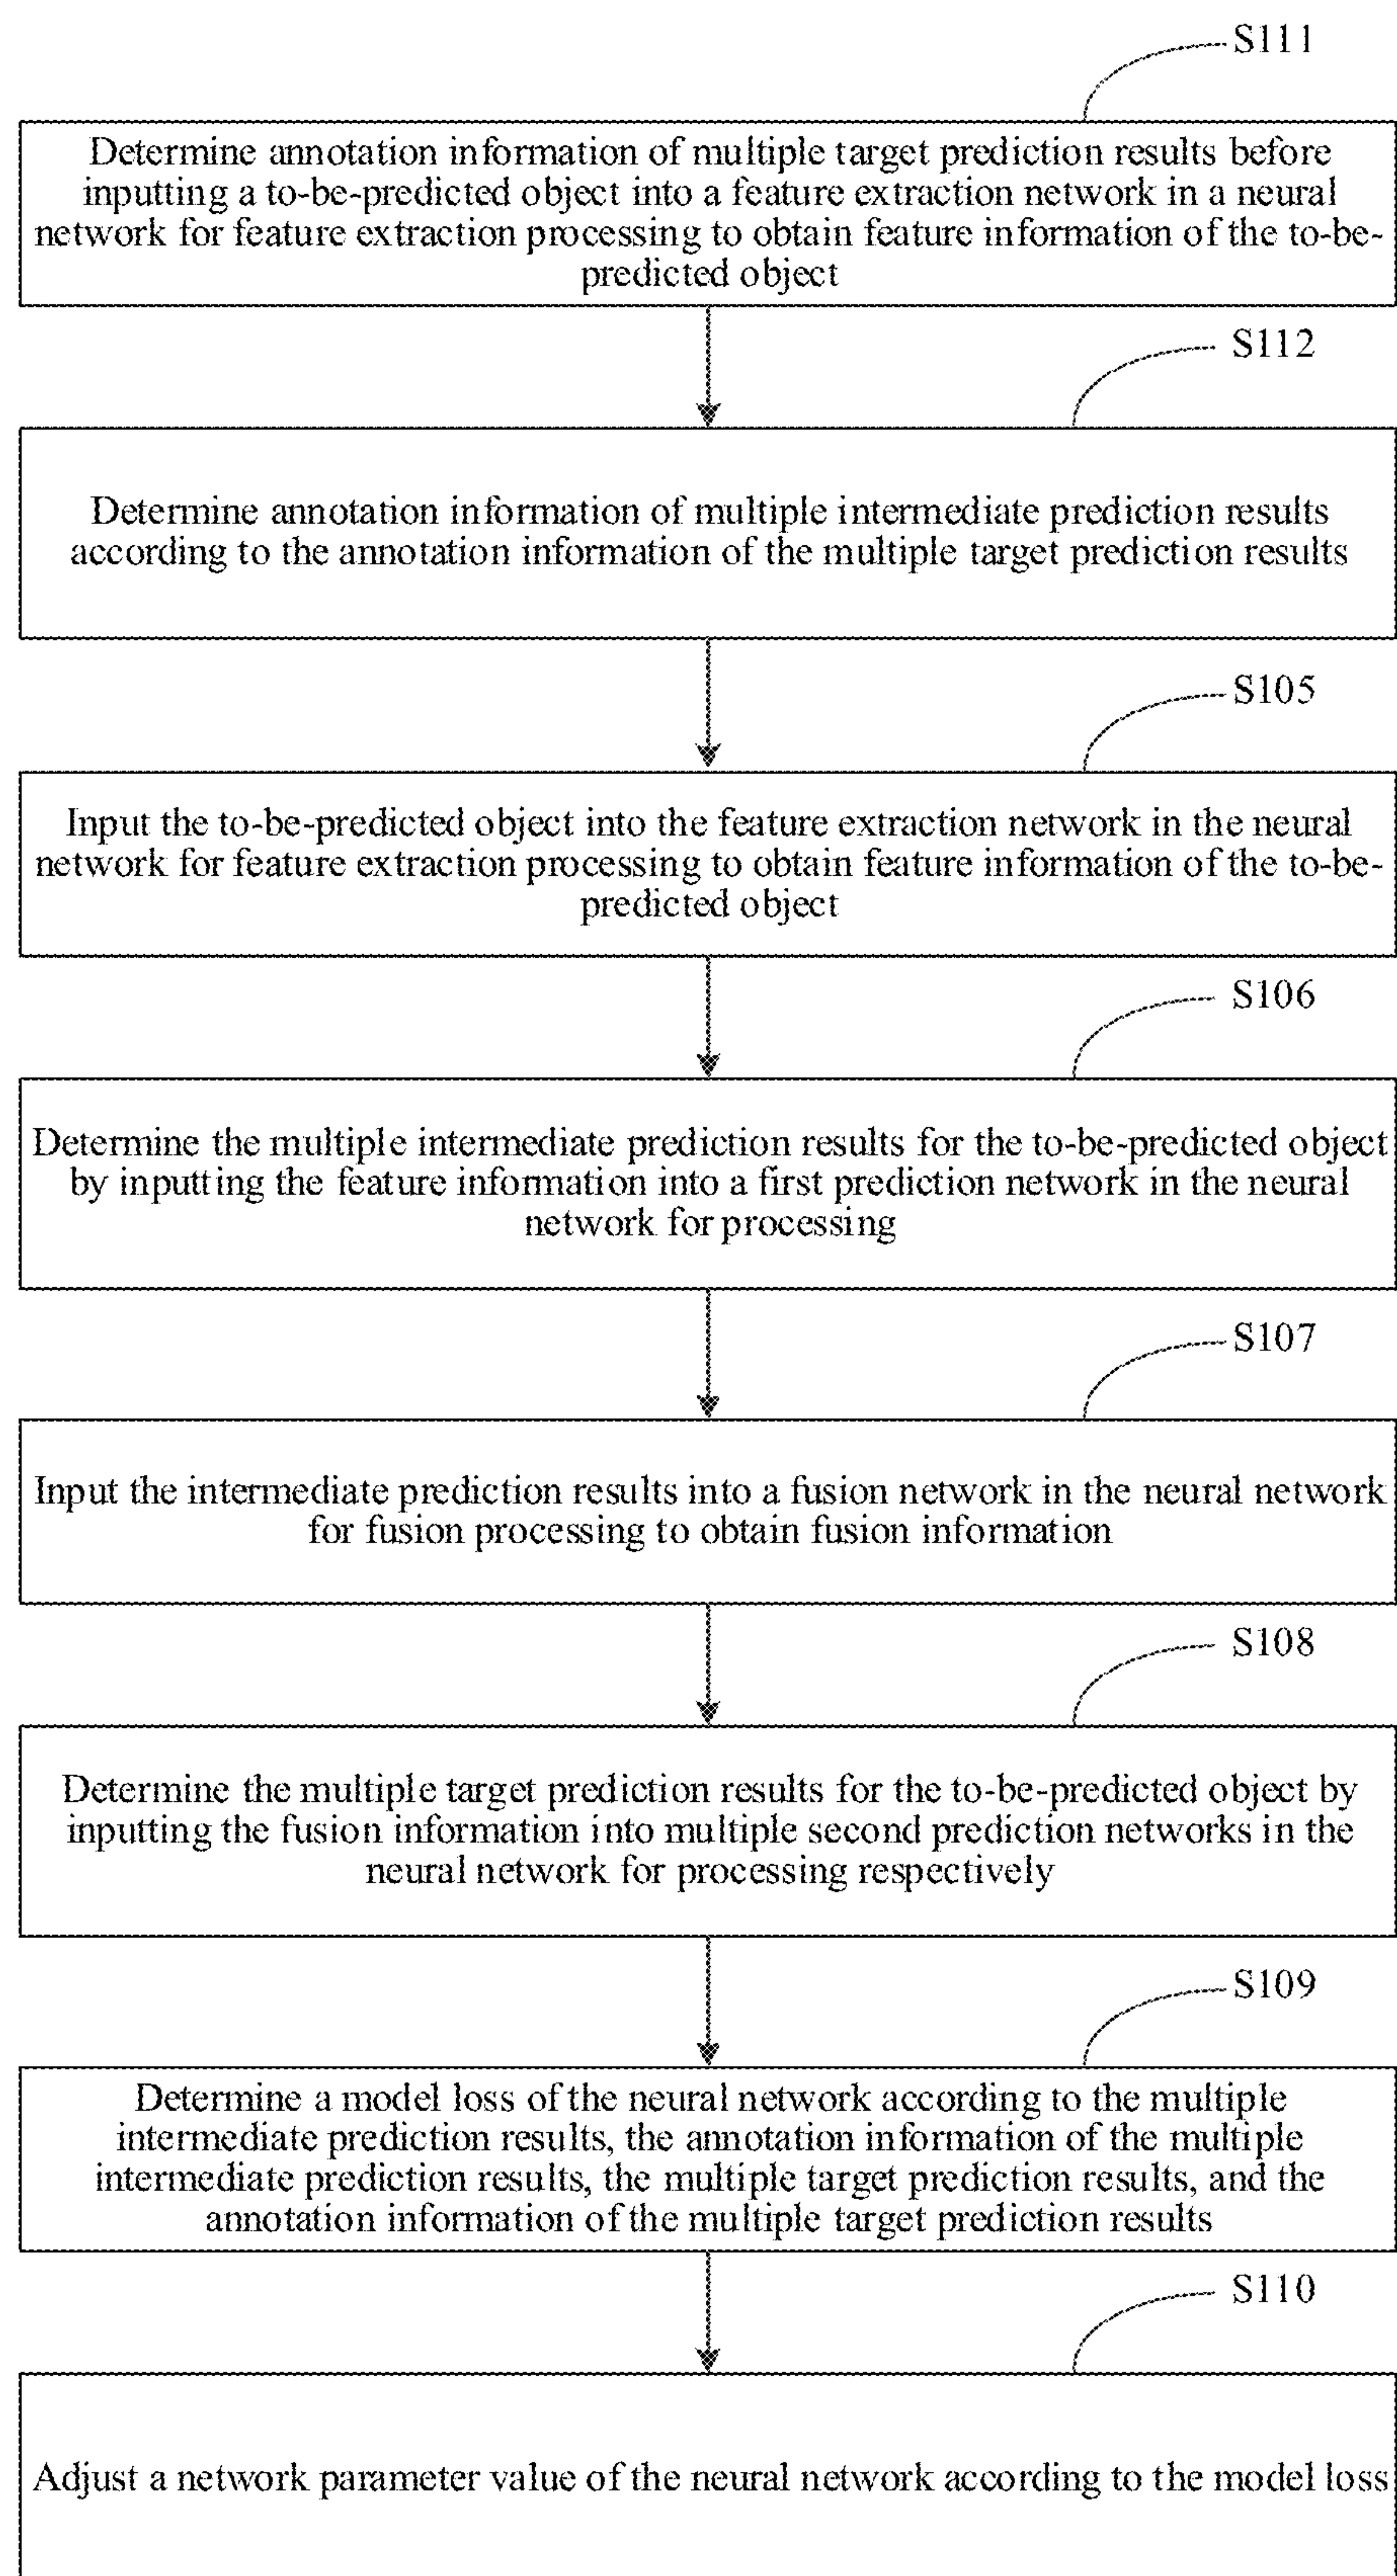 S111
Determine annotation information of multiple target prediction results before
inputting a to-be-predicted object into a feature extraction network in a neural
network for feature extraction processing to obtain feature information of the to-be-
predicted object
S112
Determine annotation information of multiple intermediate prediction results
according to the annotation information of the multiple target prediction results
S105
Input the to-be-predicted object into the feature extraction network in the neural
network for feature extraction processing to obtain feature information of the to-be-
predicted object
S106
Determine the multiple intermediate prediction results for the to-be-predicted object
by inputting the feature information into a first prediction network in the neural
network for processing
S107
Input the intermediate prediction results into a fusion network in the neural network
for fusion processing to obtain fusion information
S108
Determine the multiple target prediction results for the to-be-predicted object by
inputting the fusion information into multiple second prediction networks in the
neural network for processing respectively
S109
Determine a model loss of the neural network according to the multiple
intermediate prediction results, the annotation information of the multiple
intermediate prediction results, the multiple target prediction results, and the
annotation information of the multiple target prediction results
S110
Adjust a network parameter value of the neural network according to the model loss